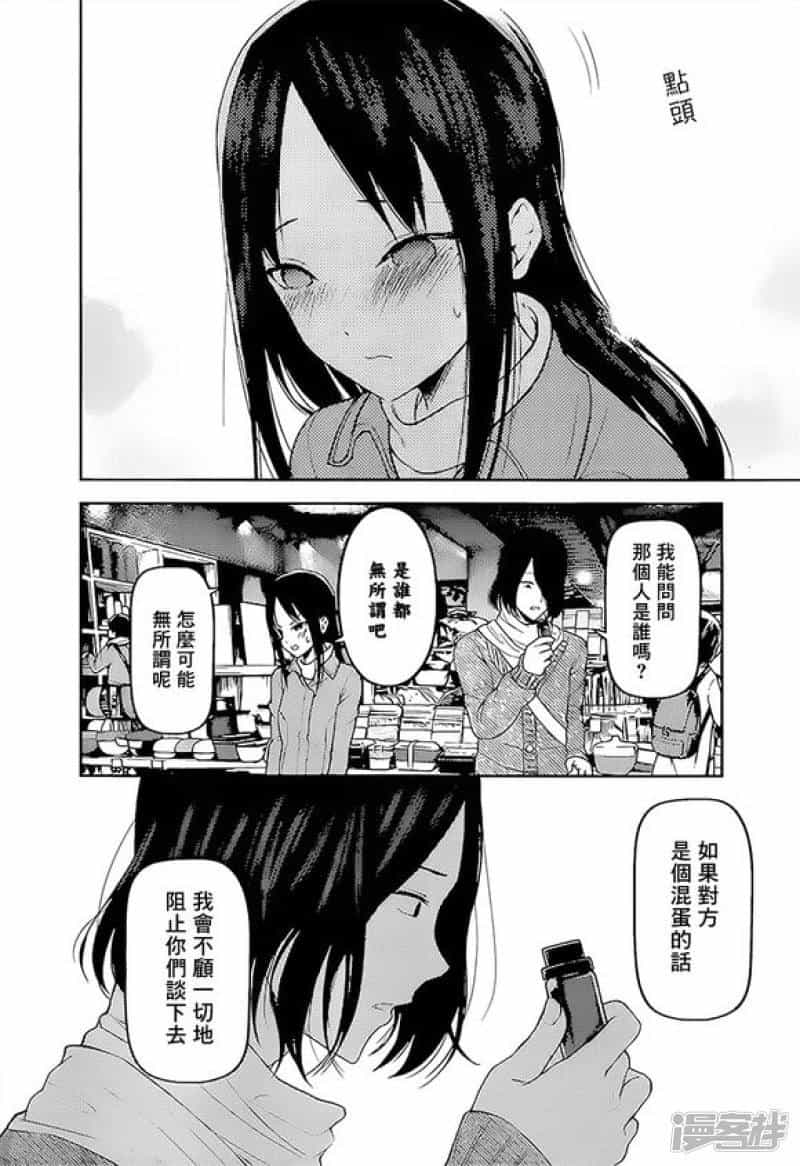 點頭
我能問問
那個人是誰嗎?
是誰都
無所謂吧
怎麼可能
無所謂呢
如果對方
是個混蛋的話
我會不顧一切地
阻止你們談下去
漫客栈